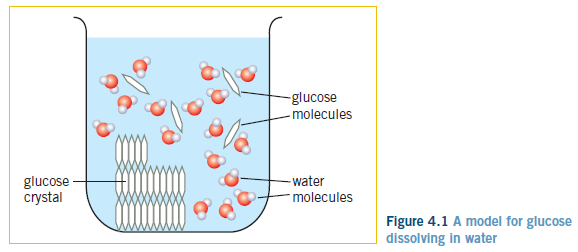 glucose
molecules
glucose
crystal
water
molecules
Figure 4.1 A model for glucose
dissolving in water